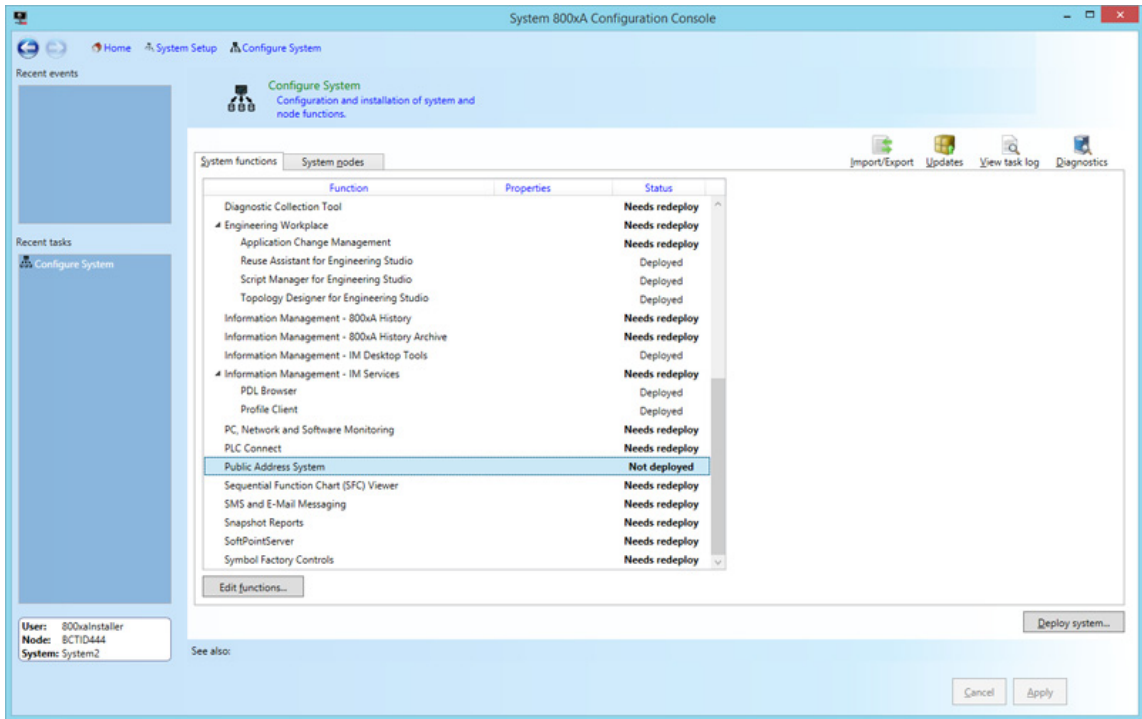 System 800xA Configuration Console
Home System Setup Configure System
Recent events
Configure System
Configuration and installation of system and
node functions.
Import/Export Updates View task log Diagnostics
System functions System nodes
Function Properties Status
Diagnostic Collection Tool Needs redeploy
Engineering Workplace Needs redeploy
Application Change Management Needs redeploy
Reuse Assistant for Engineering Studio Deployed
Script Manager for Engineering Studio Deployed
Topology Designer for Engineering Studio Deployed
Information Management - 800xA History Needs redeploy
Information Management - 800xA History Archive Needs redeploy
Information Management - IM Desktop Tools Deployed
Information Management - IM Services Needs redeploy
PDL Browser Deployed
Profile Client Deployed
PC, Network and Software Monitoring Needs redeploy
PLC Connect Needs redeploy
Public Address System Not deployed
Sequential Function Chart (SFC) Viewer Needs redeploy
SMS and E-Mail Messaging Needs redeploy
Snapshot Reports Needs redeploy
SoftPointServer Needs redeploy
Symbol Factory Controls Needs redeploy
Edit functions...
Recent tasks
Configure System
User: 800xaInstaller
Node: BCTID444
System: System2
Deploy system...
See also:
Cancel Apply